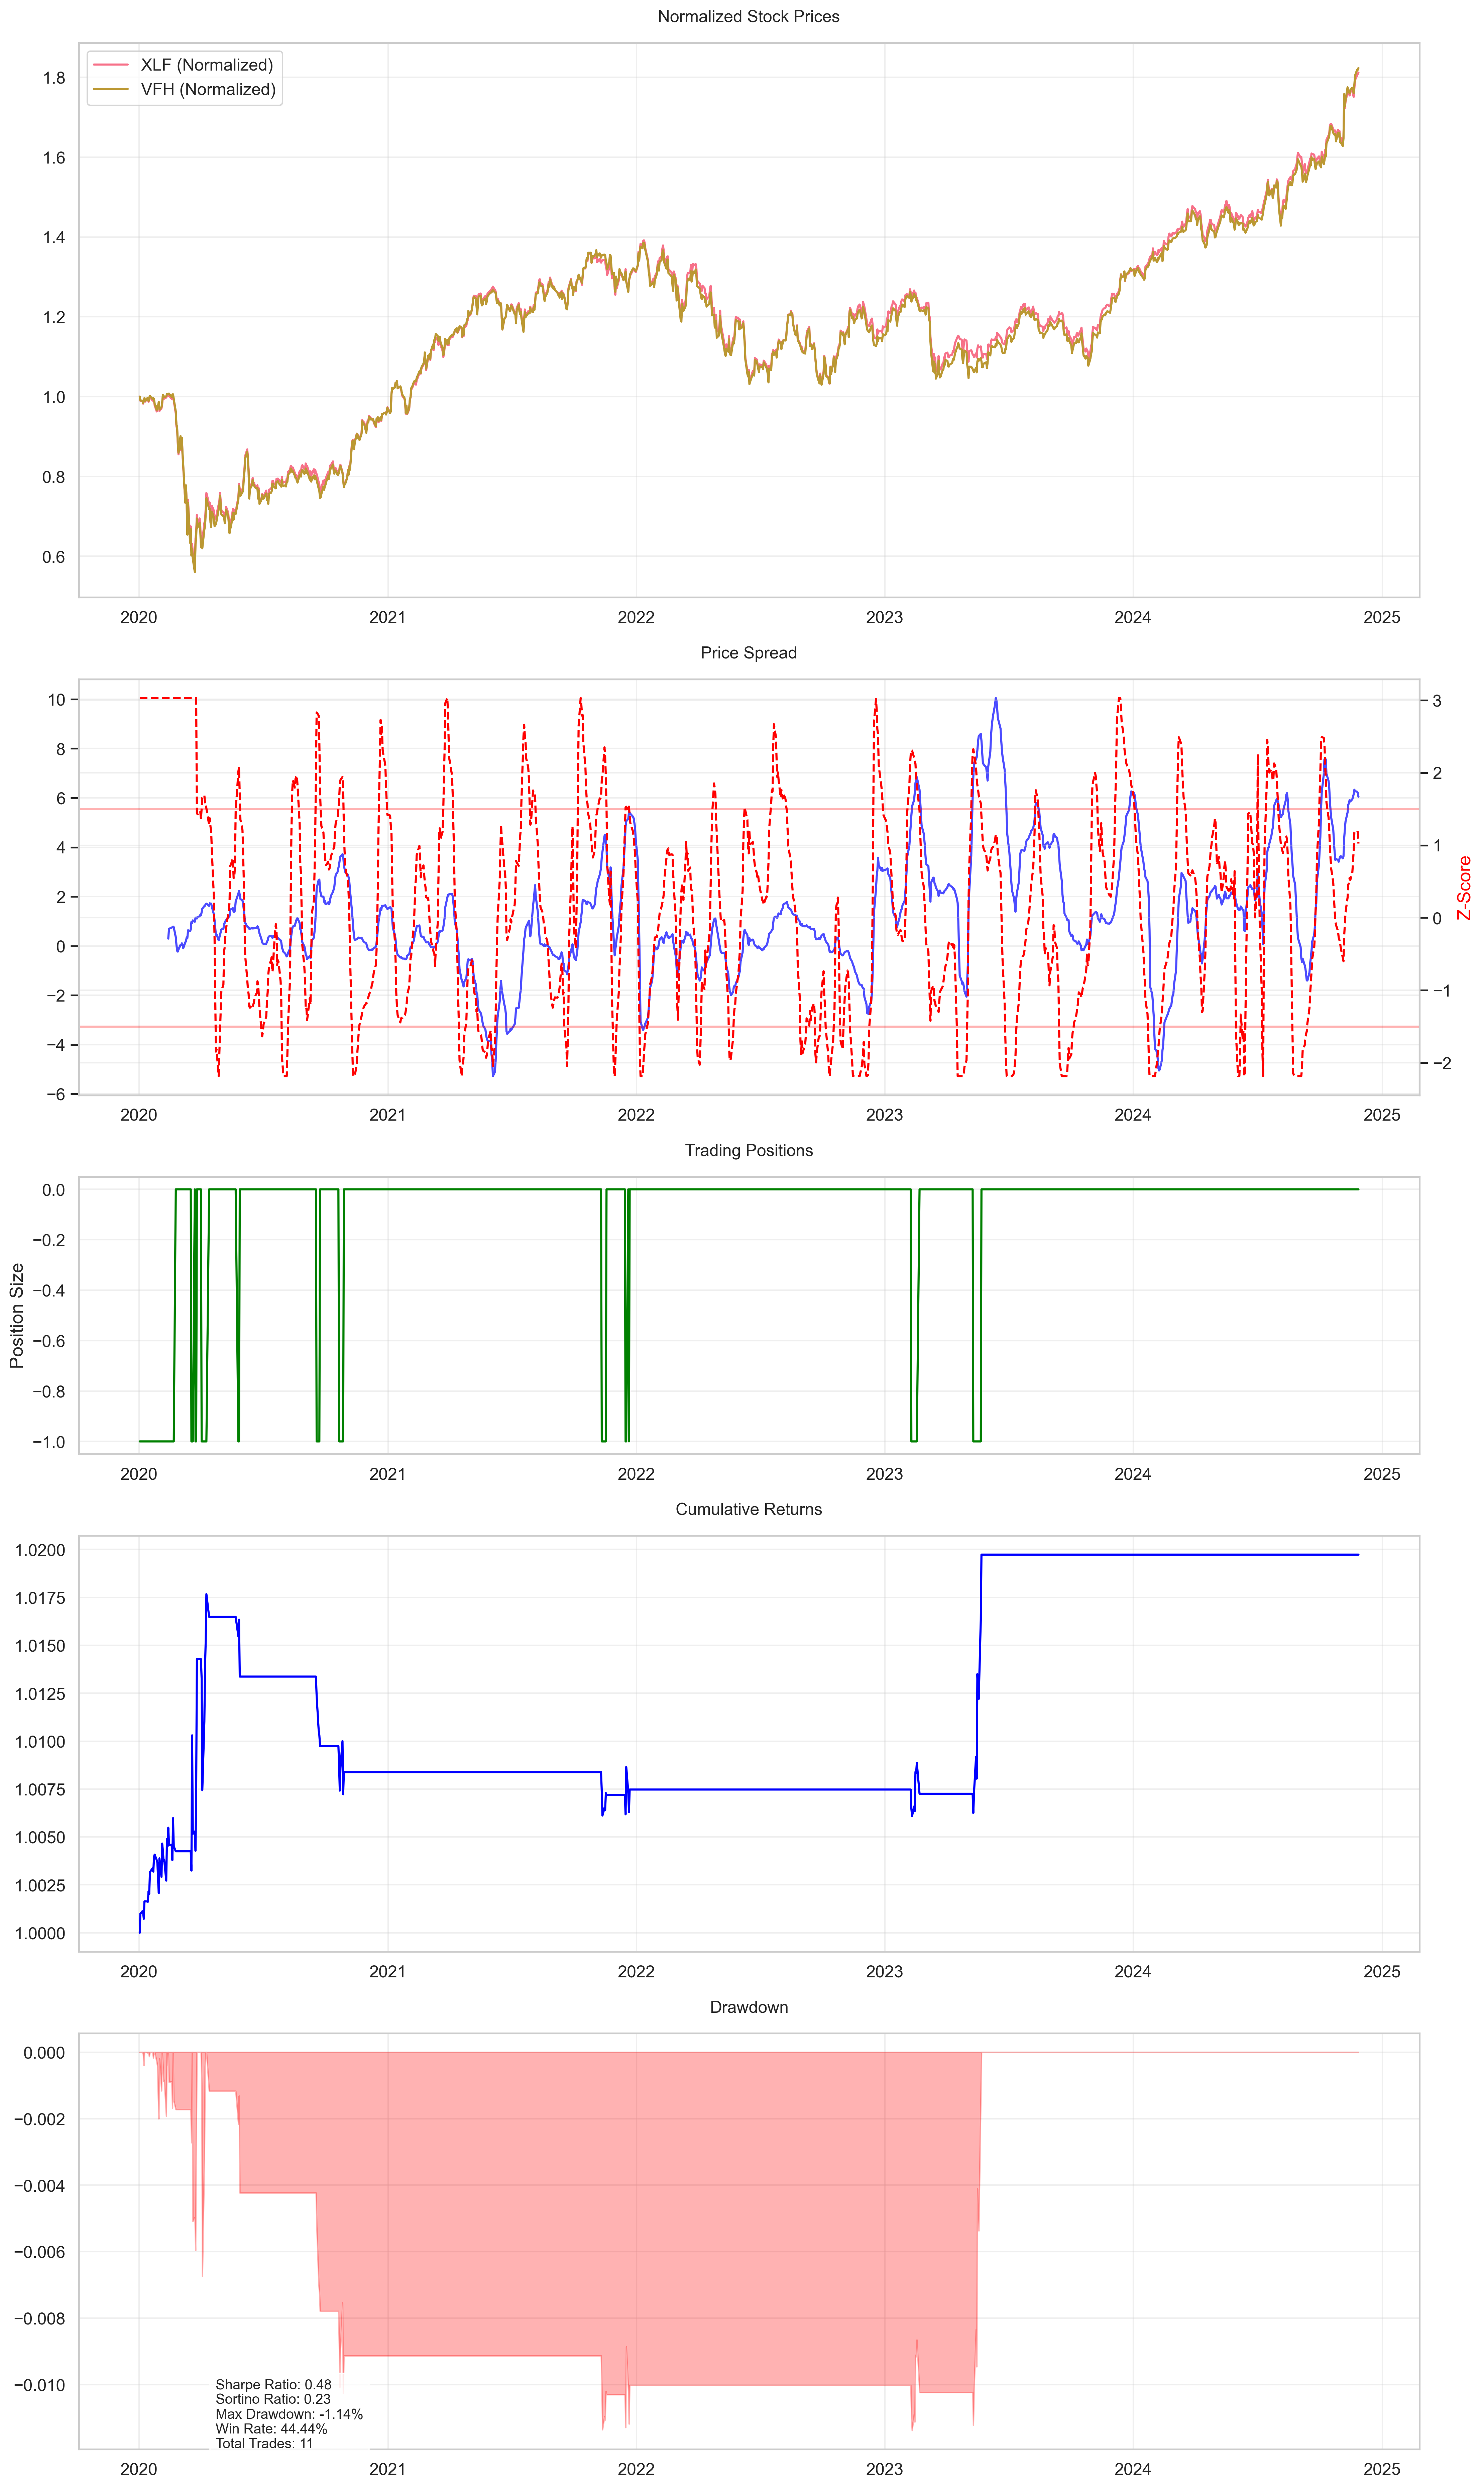 Normalized Stock Prices
XLF (Normalized)
VFH (Normalized)
1.8
1.6
1.4
1.2
1.0
0.8
0.6
2020 2021 2022 2023 2024 2025
Price Spread
10
8
6
4
2
0
−2
−4
−6
3
2
1
0
−1
−2
Z-Score
2020 2021 2022 2023 2024 2025
Trading Positions
Position Size
0.0
−0.2
−0.4
−0.6
−0.8
−1.0
2020 2021 2022 2023 2024 2025
Cumulative Returns
1.0200
1.0175
1.0150
1.0125
1.0100
1.0075
1.0050
1.0025
1.0000
2020 2021 2022 2023 2024 2025
Drawdown
0.000
−0.002
−0.004
−0.006
−0.008
−0.010
Sharpe Ratio: 0.48
Sortino Ratio: 0.23
Max Drawdown: -1.14%
Win Rate: 44.44%
Total Trades: 11
2020 2021 2022 2023 2024 2025